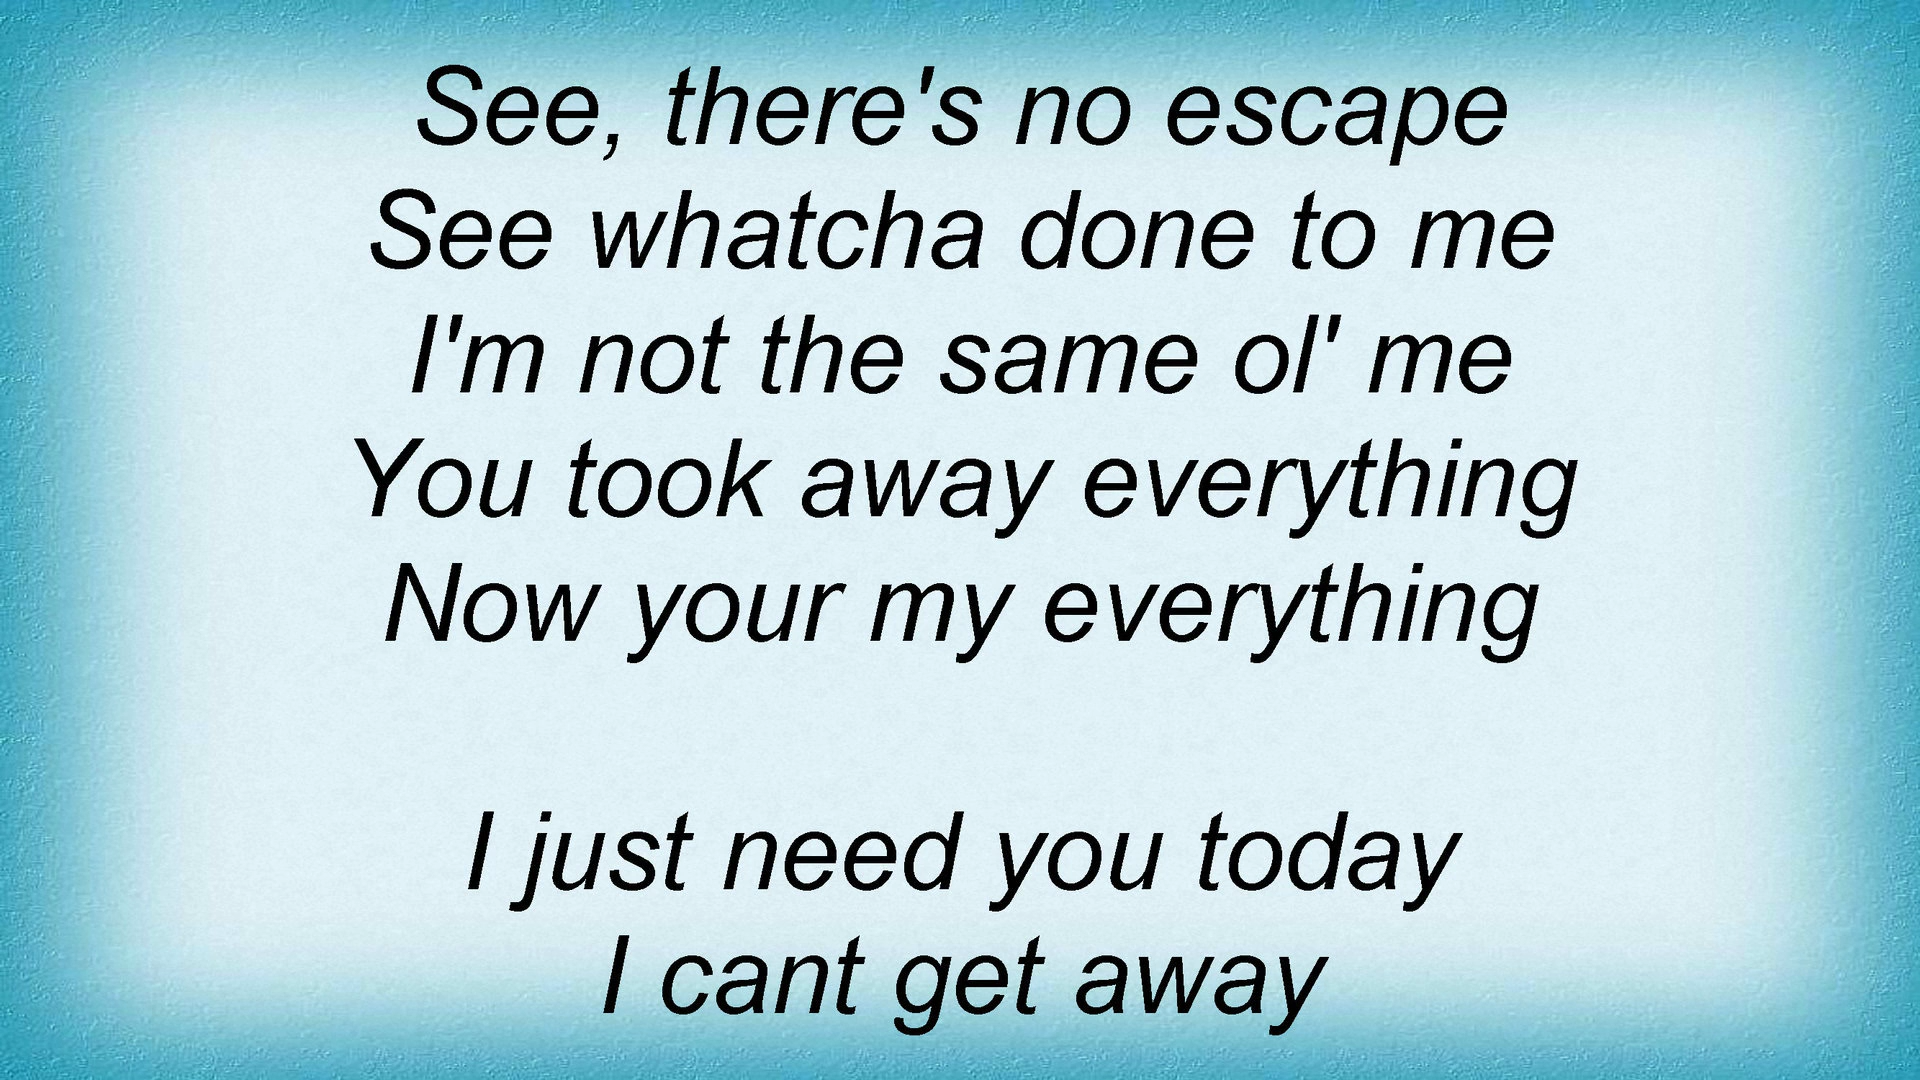 See, there's no escape
See whatcha done to me
I'm not the same ol' me
You took away everything
Now your my everything
I just need you today
I cant get away